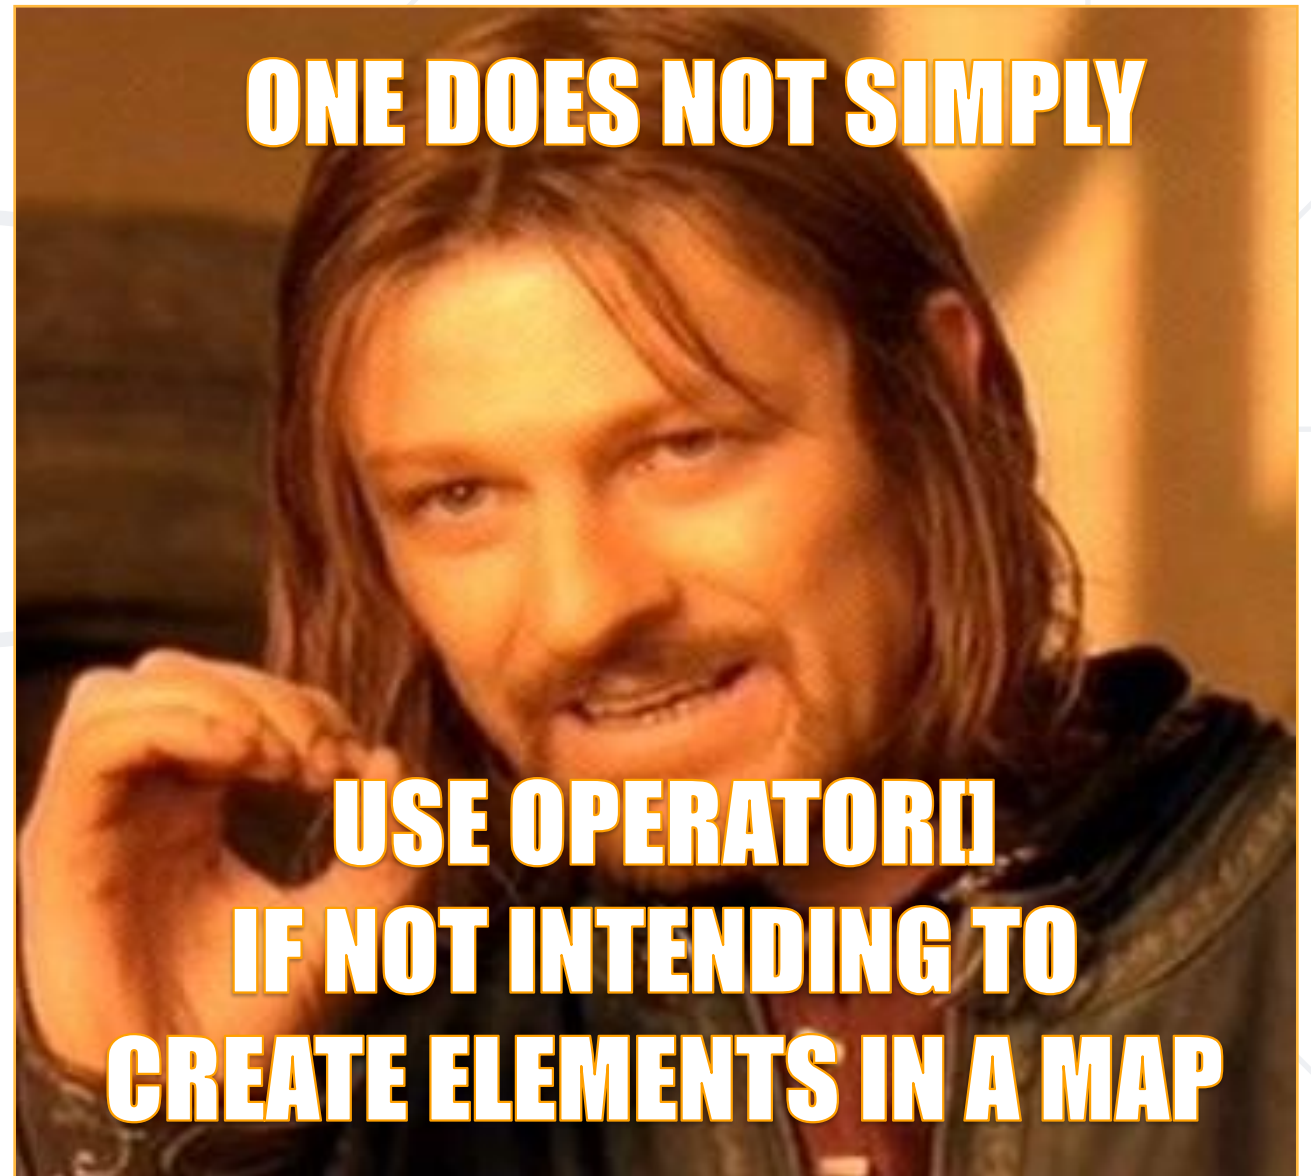 ONE DOES NOT SIMPLY
USE OPERATOR[]
IF NOT INTENDING TO
CREATE ELEMENTS IN A MAP